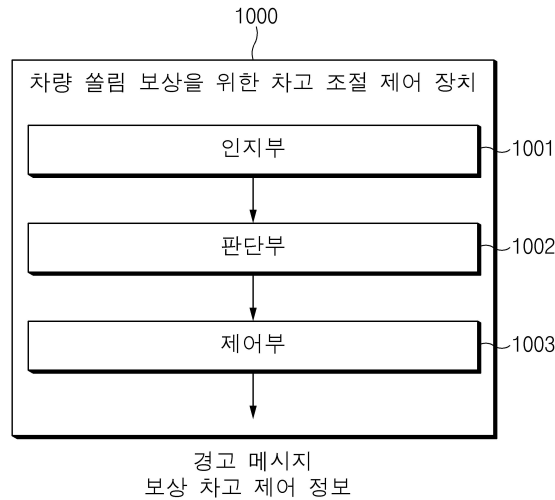 1000
차량 쏠림 보상을 위한 차고 조절 제어 장치
인지부
1001
판단부
1002
제어부
1003
경고 메시지
보상 차고 제어 정보